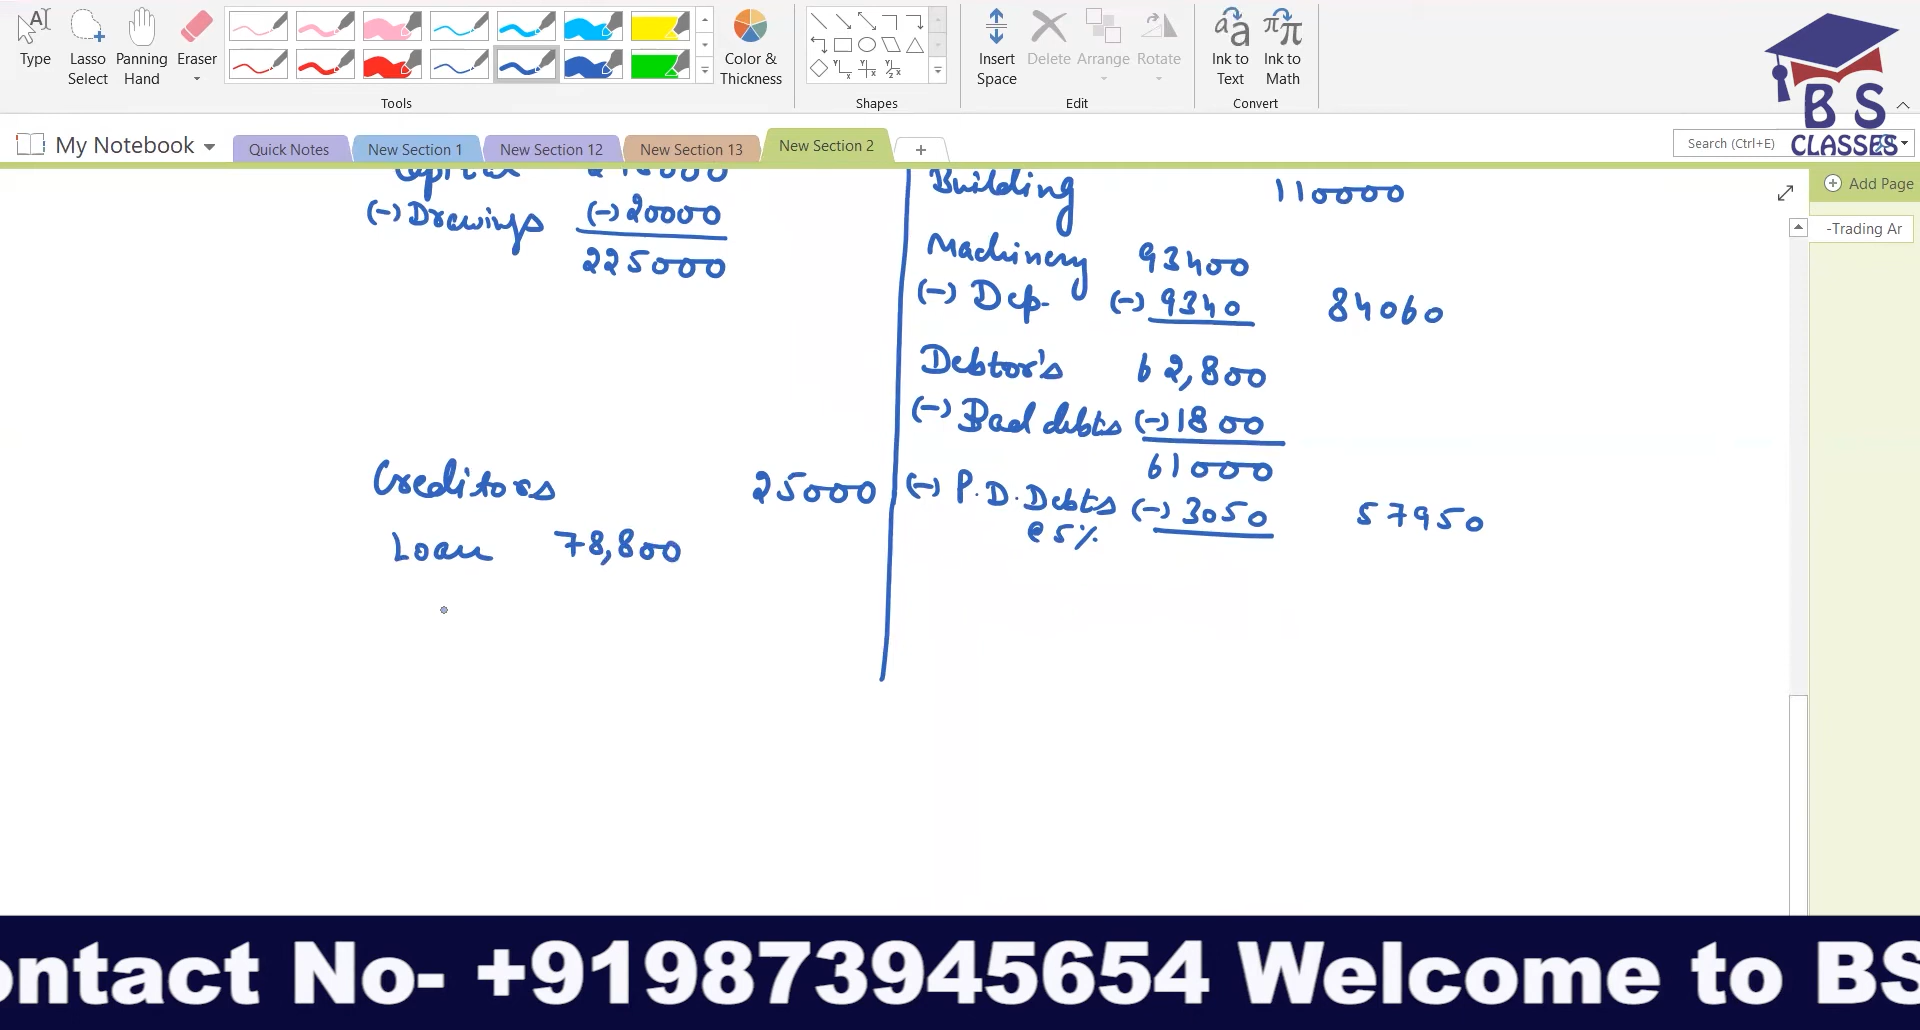 Type
Lasso Select
Panning Hand
Eraser
Color & Thickness
Insert Space
Delete
Arrange
Rotate
Ink to Text
Ink to Math
Tools
Shapes
Edit
Convert
B S
CLASSES
My Notebook
Quick Notes
New Section 1
New Section 12
New Section 13
New Section 2
+
Search (Ctrl+E)
Add Page
-Trading Ar
Capital
(-) Drawings (-) 20000
225000
Creditors 25000
Loan 78,800
Building 110000
Machinery 93400
(-) Dep. (-) 9340 84060
Debtor's 62,800
(-) Bad debts (-) 1800
61000
(-) P.D. Debts (-) 3050 57950
@ 5%
ontact No- +919873945654 Welcome to BS